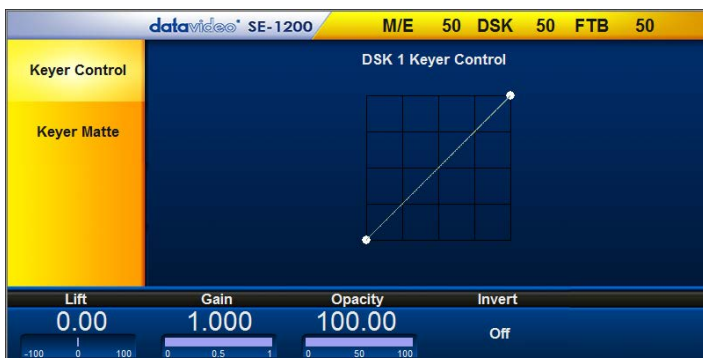 datavideo® SE-1200 M/E 50 DSK 50 FTB 50
Keyer Control
Keyer Matte
DSK 1 Keyer Control
Lift Gain Opacity Invert
0.00 1.000 100.00 Off
-100 0 100 0 0.5 1 0 50 100